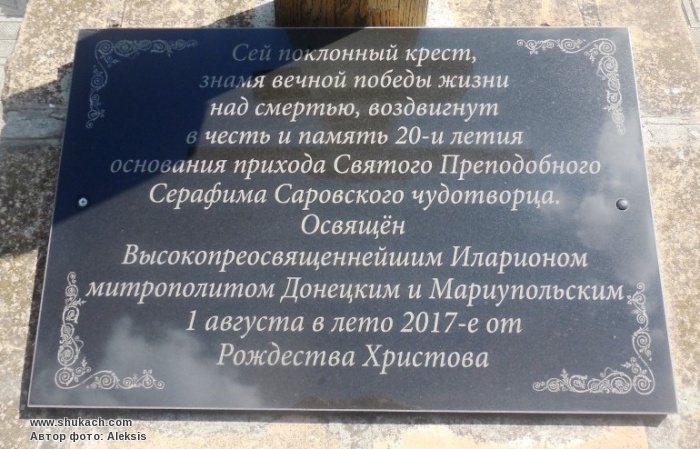 Сей поклонный крест,
знамя вечной победы жизни
над смертью, воздвигнут
в честь и память 20-и летия
основания прихода Святого Преподобного
Серафима Саровского чудотворца.
Освящён
Высокопреосвященнейшим Иларионом
митрополитом Донецким и Мариупольским
1 августа в лето 2017-е от
Рождества Христова
www.shukach.com
Автор фото: Aleksis